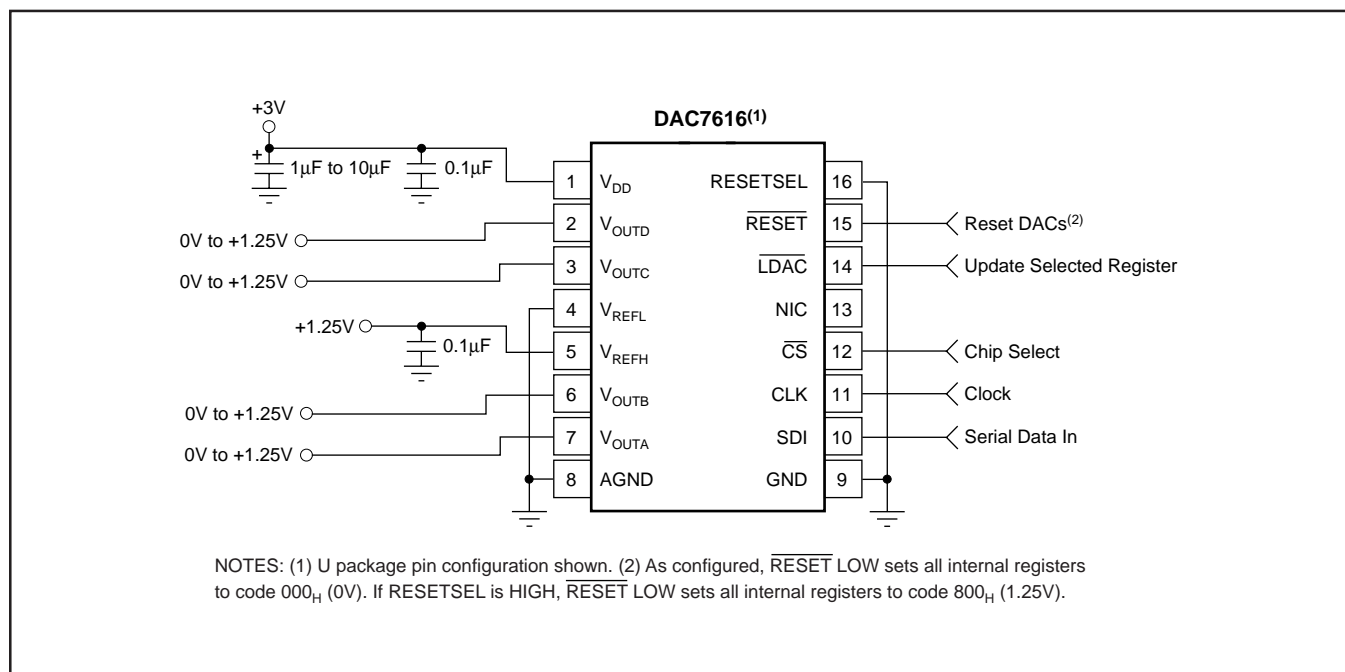 DAC7616(1)
+3V
1µF to 10µF
0.1µF
+
0V to +1.25V
0V to +1.25V
+1.25V
0.1µF
0V to +1.25V
0V to +1.25V
1 VDD
2 VOUTD
3 VOUTC
4 VREFL
5 VREFH
6 VOUTB
7 VOUTA
8 AGND
RESETSEL 16
RESET 15 Reset DACs(2)
LDAC 14 Update Selected Register
NIC 13
CS 12 Chip Select
CLK 11 Clock
SDI 10 Serial Data In
GND 9
NOTES: (1) U package pin configuration shown. (2) As configured, RESET LOW sets all internal registers
to code 000H (0V). If RESETSEL is HIGH, RESET LOW sets all internal registers to code 800H (1.25V).